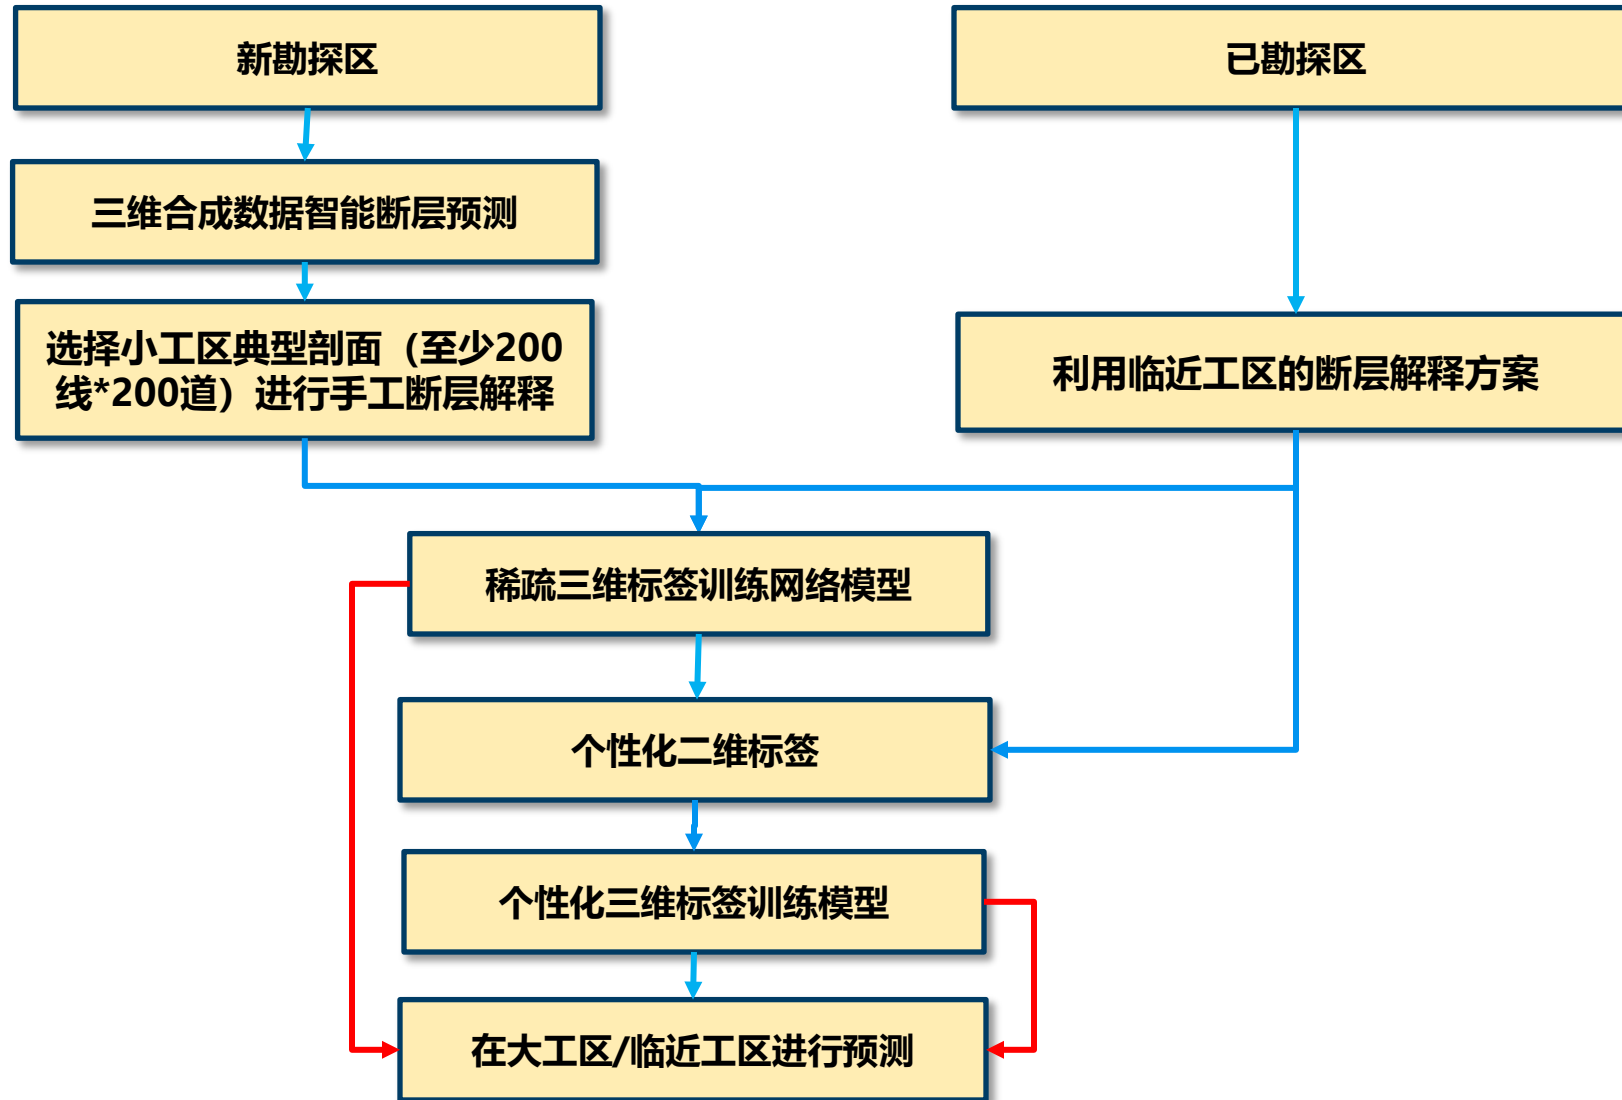 新勘探区
已勘探区
三维合成数据智能断层预测
选择小工区典型剖面（至少200
线*200道）进行手工断层解释
利用临近工区的断层解释方案
稀疏三维标签训练网络模型
个性化二维标签
个性化三维标签训练模型
在大工区/临近工区进行预测